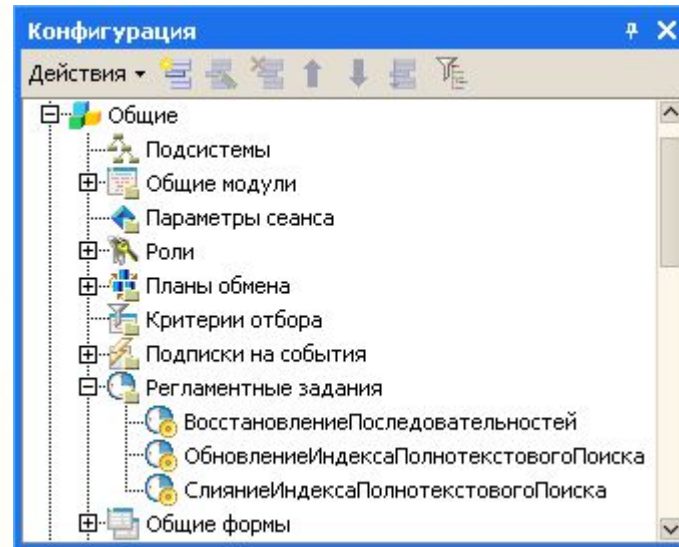 Конфигурация
Действия
Общие
Подсистемы
Общие модули
Параметры сеанса
Роли
Планы обмена
Критерии отбора
Подписки на события
Регламентные задания
ВосстановлениеПоследовательностей
ОбновлениеИндексаПолнотекстовогоПоиска
СлияниеИндексаПолнотекстовогоПоиска
Общие формы